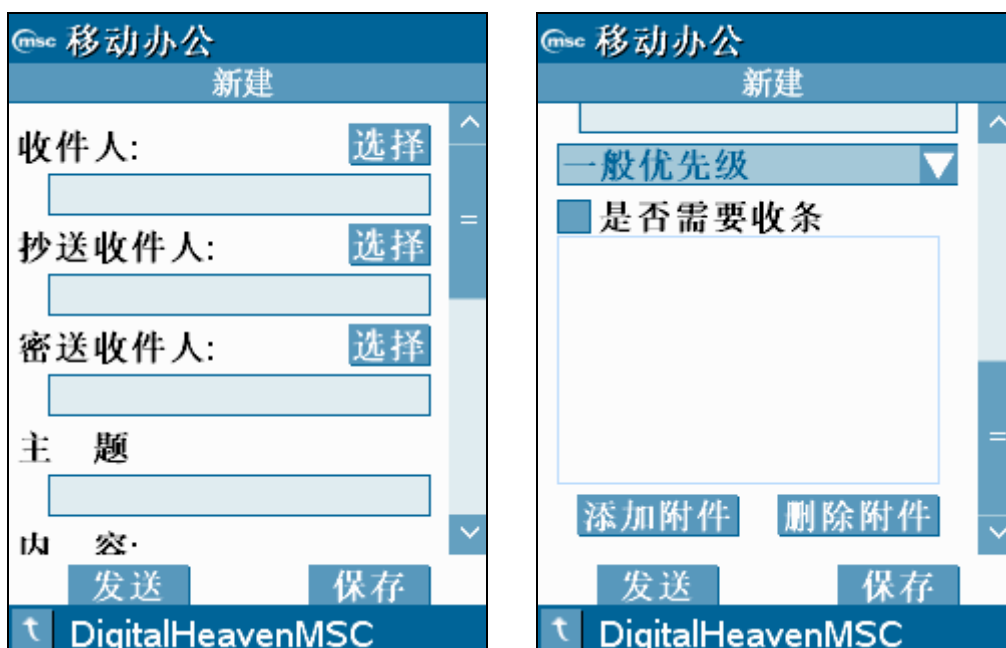 msc 移动办公
新建
收件人: 选择
抄送收件人: 选择
密送收件人: 选择
主 题
内 容:
发送 保存
DigitalHeavenMSC
msc 移动办公
新建
一般优先级
是否需要收条
添加附件 删除附件
发送 保存
DigitalHeavenMSC